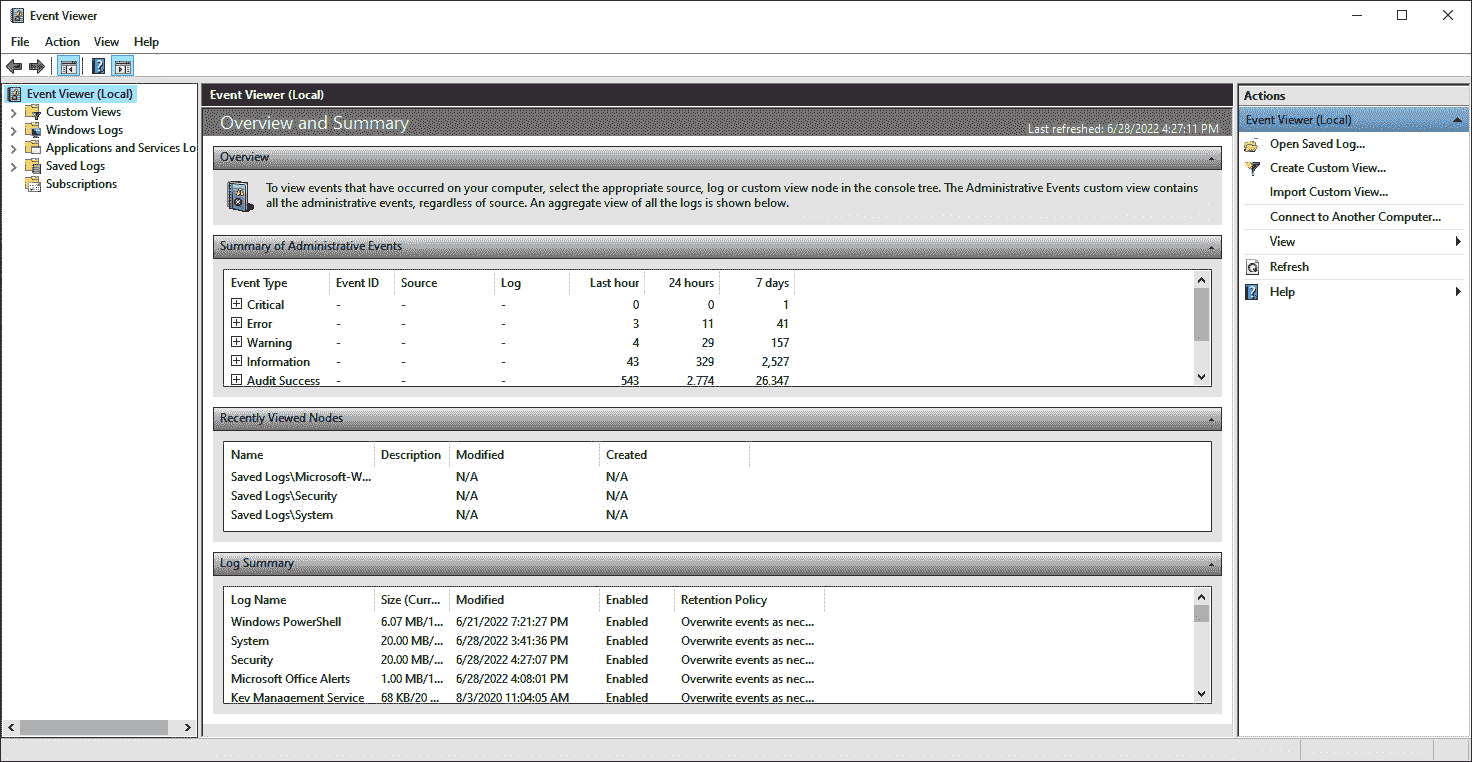 Event Viewer
File Action View Help
Event Viewer (Local)
Custom Views
Windows Logs
Applications and Services Lo
Saved Logs
Subscriptions
Event Viewer (Local)
Overview and Summary
Last refreshed: 6/28/2022 4:27:11 PM
Overview
To view events that have occurred on your computer, select the appropriate source, log or custom view node in the console tree. The Administrative Events custom view contains
all the administrative events, regardless of source. An aggregate view of all the logs is shown below.
Summary of Administrative Events
Event Type Event ID Source Log Last hour 24 hours 7 days
Critical - - - 0 0 1
Error - - - 3 11 41
Warning - - - 4 29 157
Information - - - 43 329 2,527
Audit Success - - - 543 2,774 26,347
Recently Viewed Nodes
Name Description Modified Created
Saved Logs\Microsoft-W... N/A N/A
Saved Logs\Security N/A N/A
Saved Logs\System N/A N/A
Log Summary
Log Name Size (Curr... Modified Enabled Retention Policy
Windows PowerShell 6.07 MB/1... 6/21/2022 7:21:27 PM Enabled Overwrite events as nec...
System 20.00 MB/... 6/28/2022 3:41:36 PM Enabled Overwrite events as nec...
Security 20.00 MB/... 6/28/2022 4:27:07 PM Enabled Overwrite events as nec...
Microsoft Office Alerts 1.00 MB/1... 6/28/2022 4:08:01 PM Enabled Overwrite events as nec...
Key Management Service 68 KB/20 ... 8/3/2020 11:04:05 AM Enabled Overwrite events as nec...
Actions
Event Viewer (Local)
Open Saved Log...
Create Custom View...
Import Custom View...
Connect to Another Computer...
View
Refresh
Help